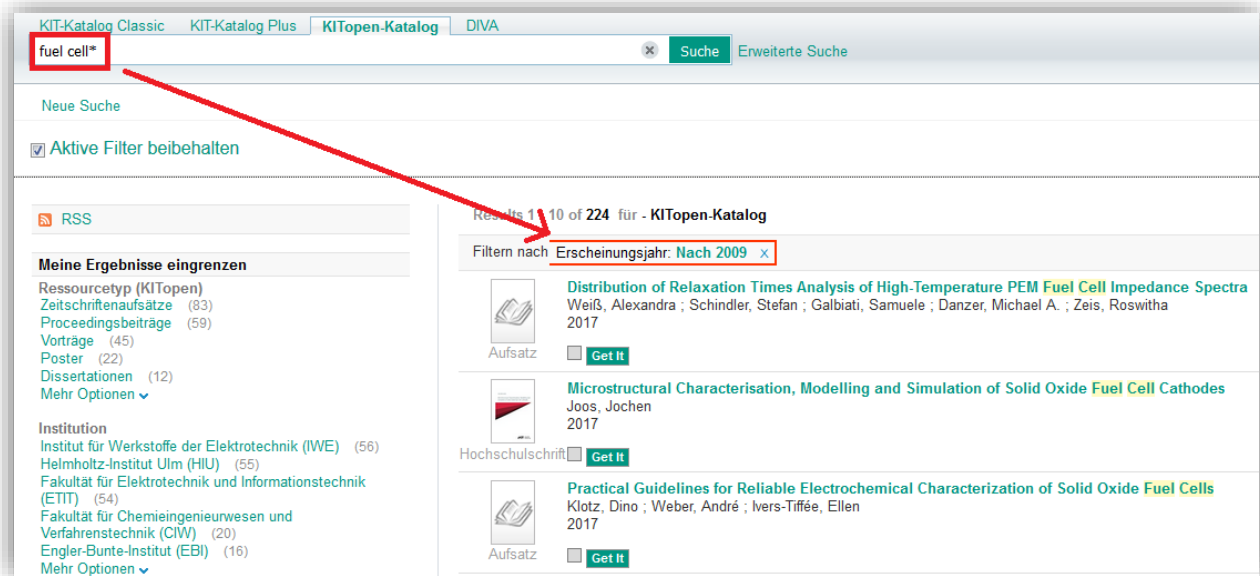 KIT-Katalog Classic KIT-Katalog Plus KITopen-Katalog DIVA
fuel cell* x Suche Erweiterte Suche
Neue Suche
Aktive Filter beibehalten
RSS
Meine Ergebnisse eingrenzen
Ressourcetyp (KITopen)
Zeitschriftenaufsätze (83)
Proceedingsbeiträge (59)
Vorträge (45)
Poster (22)
Dissertationen (12)
Mehr Optionen
Institution
Institut für Werkstoffe der Elektrotechnik (IWE) (56)
Helmholtz-Institut Ulm (HIU) (55)
Fakultät für Elektrotechnik und Informationstechnik
(ETIT) (54)
Fakultät für Chemieingenieurwesen und
Verfahrenstechnik (CIW) (20)
Engler-Bunte-Institut (EBI) (16)
Mehr Optionen
Results 1 - 10 of 224 für - KITopen-Katalog
Filtern nach Erscheinungsjahr: Nach 2009 x
Distribution of Relaxation Times Analysis of High-Temperature PEM Fuel Cell Impedance Spectra
Weiß, Alexandra ; Schindler, Stefan ; Galbiati, Samuele ; Danzer, Michael A. ; Zeis, Roswitha
2017
Aufsatz Get It
Microstructural Characterisation, Modelling and Simulation of Solid Oxide Fuel Cell Cathodes
Joos, Jochen
2017
Hochschulschrift Get It
Practical Guidelines for Reliable Electrochemical Characterization of Solid Oxide Fuel Cells
Klotz, Dino ; Weber, André ; Ivers-Tiffée, Ellen
2017
Aufsatz Get It